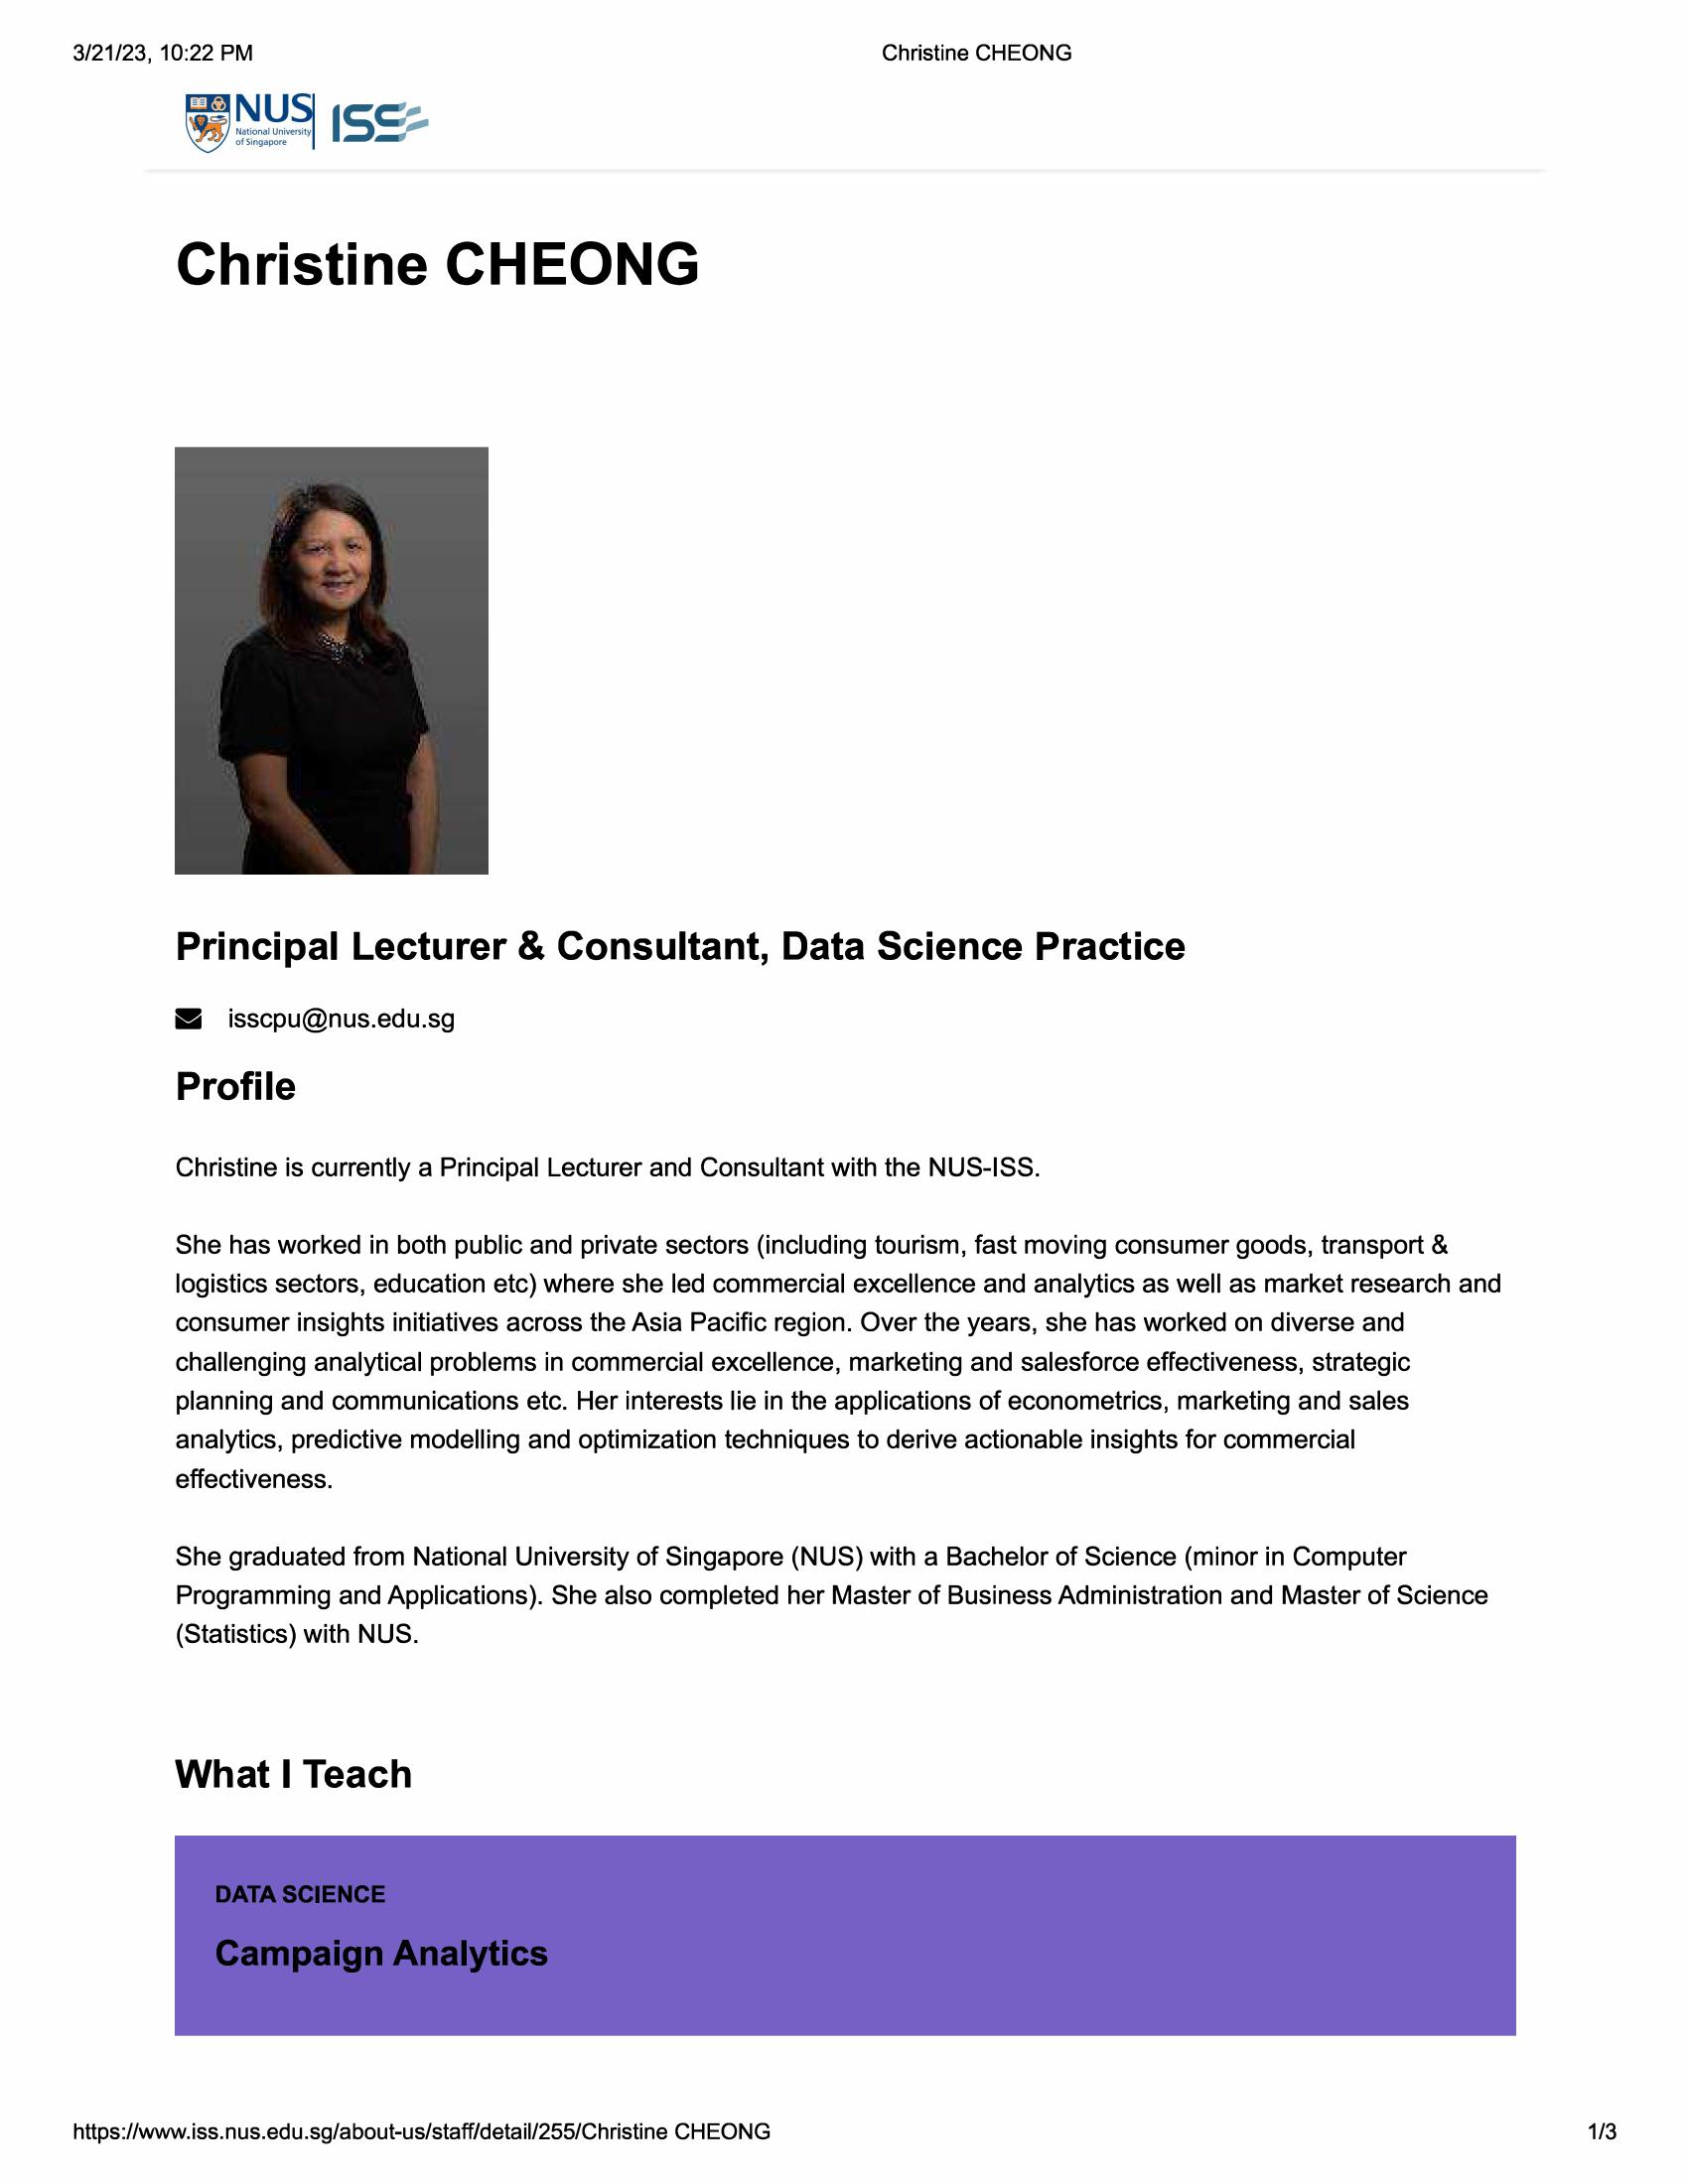 3/21/23, 10:22 PM
Christine CHEONG
NUS
National University
of Singapore
ISS
Christine CHEONG
Principal Lecturer & Consultant, Data Science Practice
isscpu@nus.edu.sg
Profile
Christine is currently a Principal Lecturer and Consultant with the NUS-ISS.
She has worked in both public and private sectors (including tourism, fast moving consumer goods, transport &
logistics sectors, education etc) where she led commercial excellence and analytics as well as market research and
consumer insights initiatives across the Asia Pacific region. Over the years, she has worked on diverse and
challenging analytical problems in commercial excellence, marketing and salesforce effectiveness, strategic
planning and communications etc. Her interests lie in the applications of econometrics, marketing and sales
analytics, predictive modelling and optimization techniques to derive actionable insights for commercial
effectiveness.
She graduated from National University of Singapore (NUS) with a Bachelor of Science (minor in Computer
Programming and Applications). She also completed her Master of Business Administration and Master of Science
(Statistics) with NUS.
What I Teach
DATA SCIENCE
Campaign Analytics
https://www.iss.nus.edu.sg/about-us/staff/detail/255/Christine CHEONG
1/3